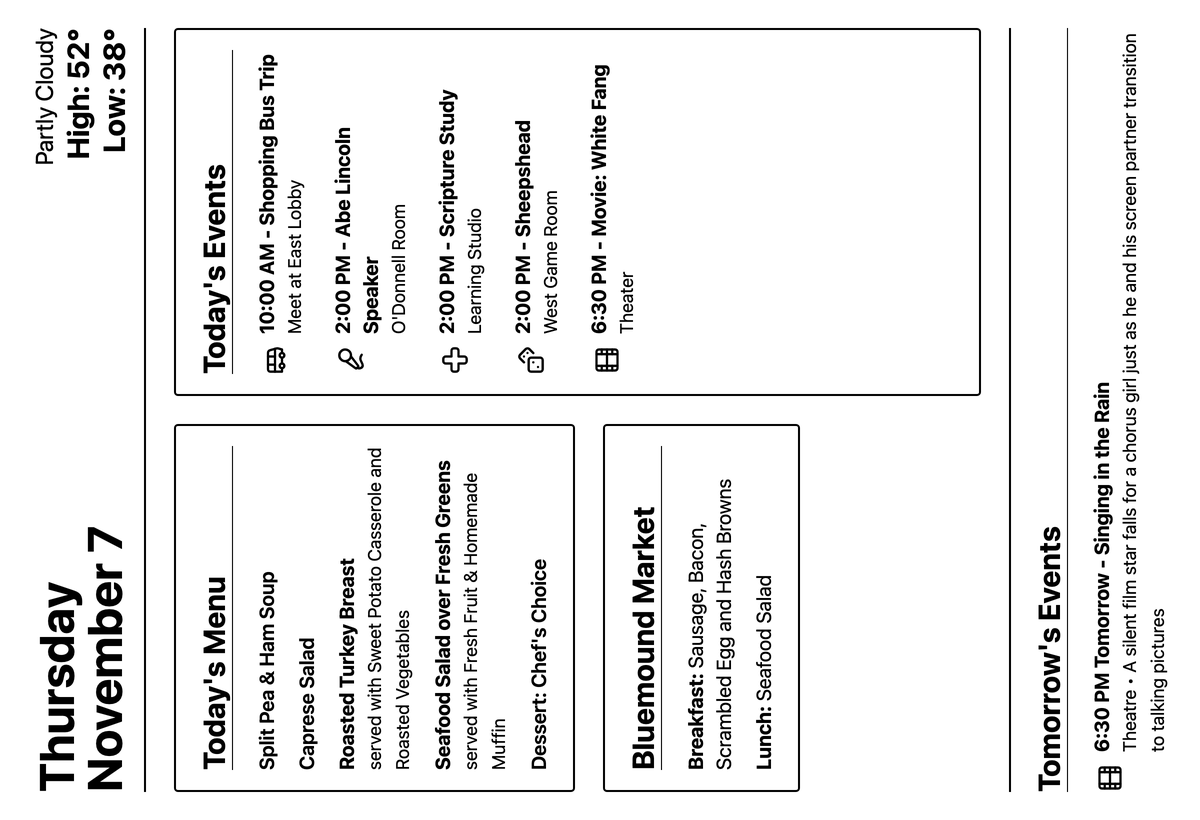 Thursday
November 7
Partly Cloudy
High: 52°
Low: 38°
Today's Menu
Split Pea & Ham Soup
Caprese Salad
Roasted Turkey Breast
served with Sweet Potato Casserole and
Roasted Vegetables
Seafood Salad over Fresh Greens
served with Fresh Fruit & Homemade
Muffin
Dessert: Chef's Choice
Bluemound Market
Breakfast: Sausage, Bacon,
Scrambled Egg and Hash Browns
Lunch: Seafood Salad
Today's Events
10:00 AM - Shopping Bus Trip
Meet at East Lobby
2:00 PM - Abe Lincoln
Speaker
O'Donnell Room
2:00 PM - Scripture Study
Learning Studio
2:00 PM - Sheepshead
West Game Room
6:30 PM - Movie: White Fang
Theater
Tomorrow's Events
6:30 PM Tomorrow - Singing in the Rain
Theatre • A silent film star falls for a chorus girl just as he and his screen partner transition
to talking pictures